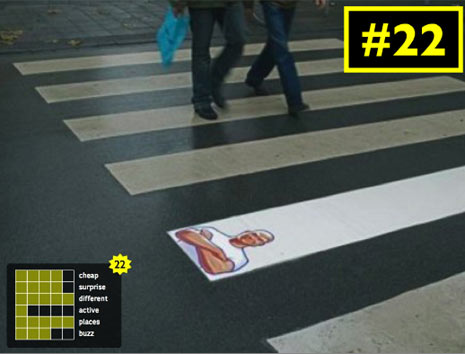 #22
22
cheap
surprise
different
active
places
buzz